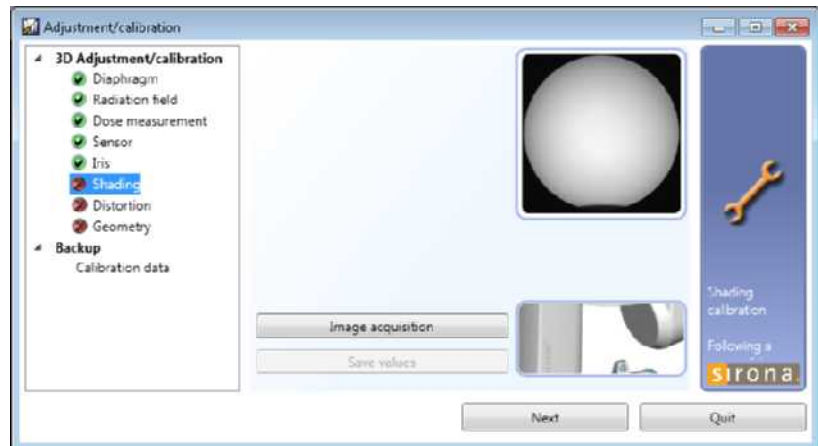 Adjustment/calibration
3D Adjustment/calibration
Diaphragm
Radiation field
Dose measurement
Sensor
Iris
Shading
Distortion
Geometry
Backup
Calibration data
Image acquisition
Save values
Shading
calibration
Following a
sirona.
Next
Quit